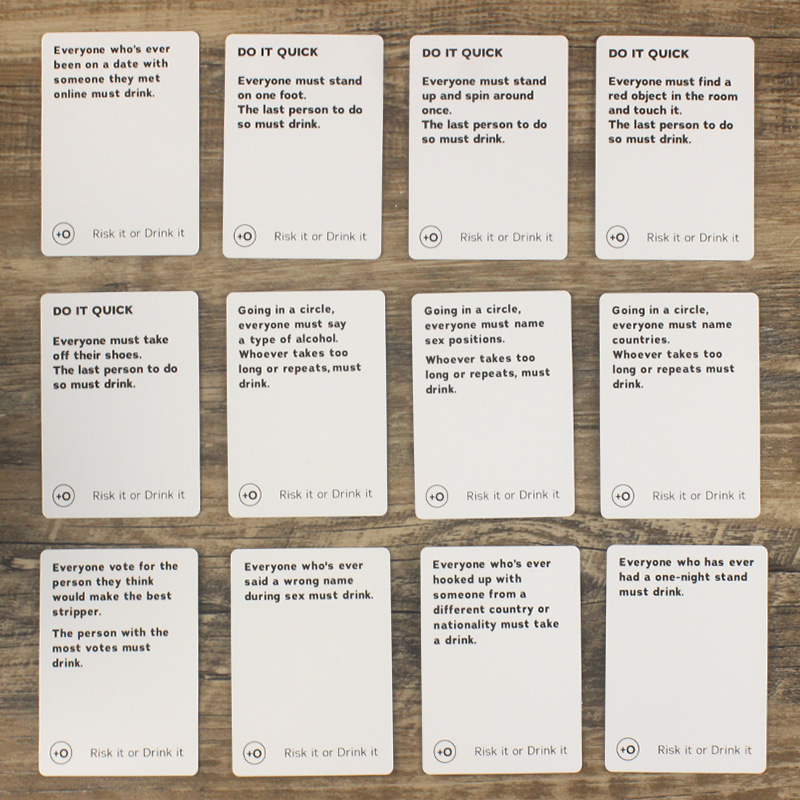 Everyone who's ever
been on a date with
someone they met
online must drink.
+O Risk it or Drink it
DO IT QUICK
Everyone must stand
on one foot.
The last person to do
so must drink.
+O Risk it or Drink it
DO IT QUICK
Everyone must stand
up and spin around
once.
The last person to do
so must drink.
+O Risk it or Drink it
DO IT QUICK
Everyone must find a
red object in the room
and touch it.
The last person to do
so must drink.
+O Risk it or Drink it
DO IT QUICK
Everyone must take
off their shoes.
The last person to do
so must drink.
+O Risk it or Drink it
Going in a circle,
everyone must say
a type of alcohol.
Whoever takes too
long or repeats, must
drink.
+O Risk it or Drink it
Going in a circle,
everyone must name
sex positions.
Whoever takes too
long or repeats, must
drink.
+O Risk it or Drink it
Going in a circle,
everyone must name
countries.
Whoever takes too
long or repeats must
drink.
+O Risk it or Drink it
Everyone vote for the
person they think
would make the best
stripper.
The person with the
most votes must
drink.
+O Risk it or Drink it
Everyone who's ever
said a wrong name
during sex must drink.
+O Risk it or Drink it
Everyone who's ever
hooked up with
someone from a
different country or
nationality must take
a drink.
+O Risk it or Drink it
Everyone who has ever
had a one-night stand
must drink.
+O Risk it or Drink it